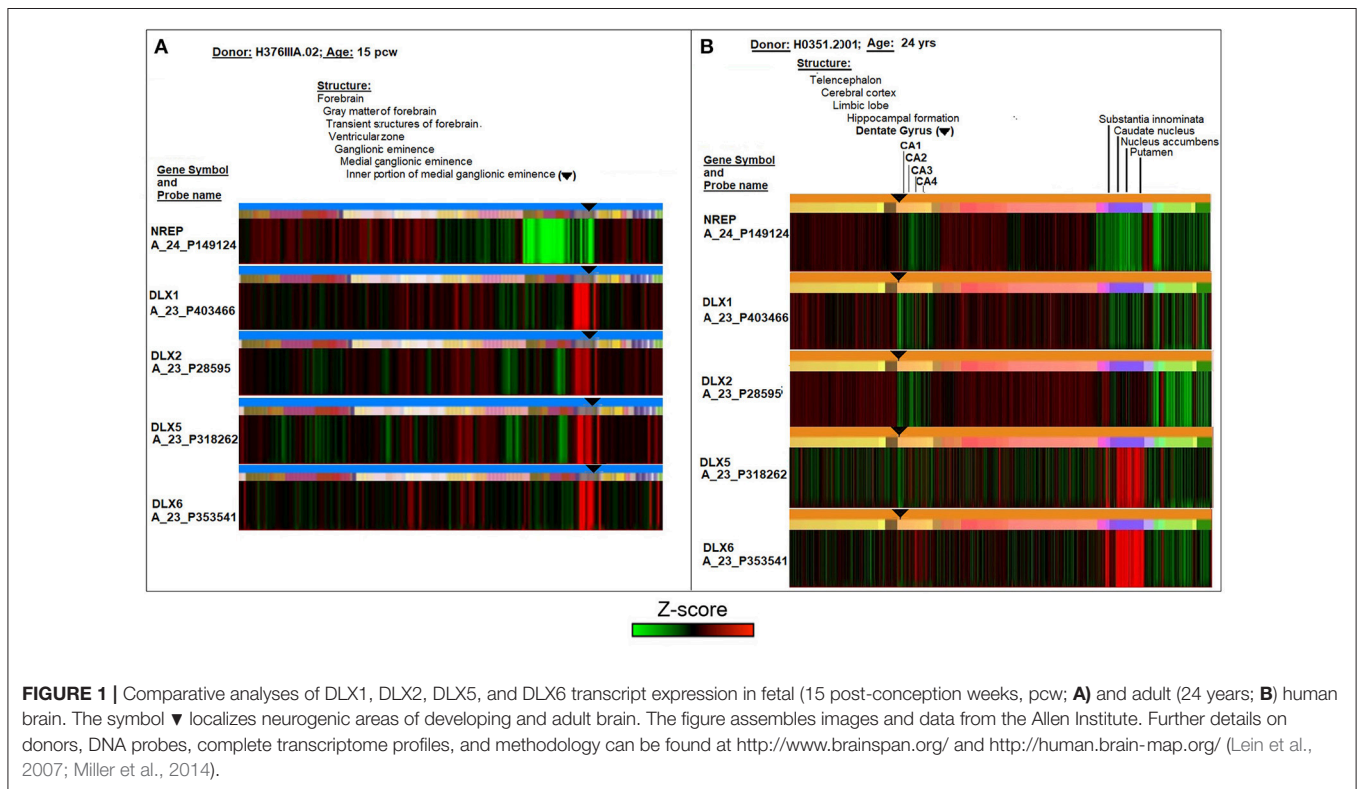 A
Donor: H376IIIA.02; Age: 15 pcw
Structure:
Forebrain
Gray matter of forebrain.
Transient structures of forebrain.
Ventricular zone
Ganglionic eminence
Medial ganglionic eminence
Inner portion of medial ganglionic eminence (▼)
Gene Symbol
and
Probe name
NREP
A_24_P149124
DLX1
A_23_P403466
DLX2
A_23_P28595
DLX5
A_23_P318262
DLX6
A_23_P353541
B
Donor: H0351.2001; Age: 24 yrs
Structure:
Telencephalon
Cerebral cortex
Limbic lobe
Hippocampal formation
Dentate Gyrus (▼)
CA1
CA2
CA3
CA4
Substantia innominata
Caudate nucleus
Nucleus accumbens
Putamen
Gene Symbol
and
Probe name
NREP
A_24_P149124
DLX1
A_23_P403466
DLX2
A_23_P28595
DLX5
A_23_P318262
DLX6
A_23_P353541
Z-score
FIGURE 1 | Comparative analyses of DLX1, DLX2, DLX5, and DLX6 transcript expression in fetal (15 post-conception weeks, pcw; A) and adult (24 years; B) human
brain. The symbol ▼ localizes neurogenic areas of developing and adult brain. The figure assembles images and data from the Allen Institute. Further details on
donors, DNA probes, complete transcriptome profiles, and methodology can be found at http://www.brainspan.org/ and http://human.brain-map.org/ (Lein et al.,
2007; Miller et al., 2014).